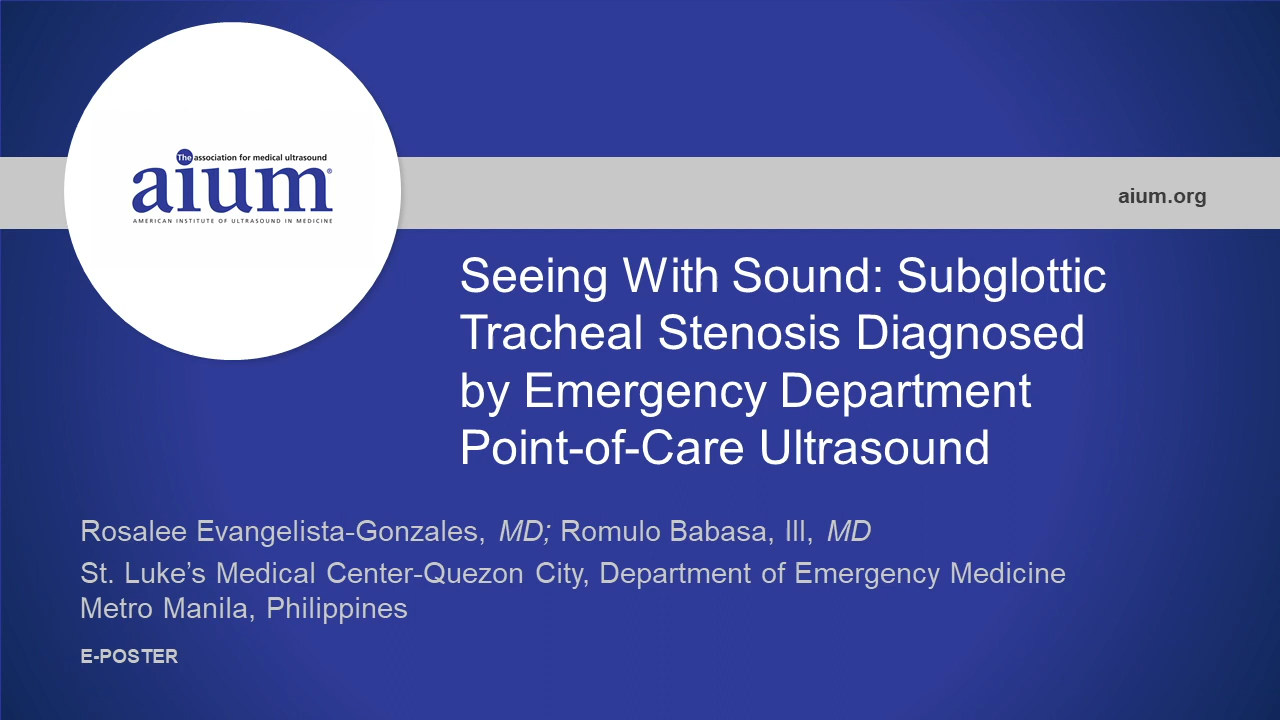 The association for medical ultrasound
aium®
AMERICAN INSTITUTE OF ULTRASOUND IN MEDICINE
aium.org
Seeing With Sound: Subglottic
Tracheal Stenosis Diagnosed
by Emergency Department
Point-of-Care Ultrasound
Rosalee Evangelista-Gonzales, MD; Romulo Babasa, III, MD
St. Luke’s Medical Center-Quezon City, Department of Emergency Medicine
Metro Manila, Philippines
E-POSTER